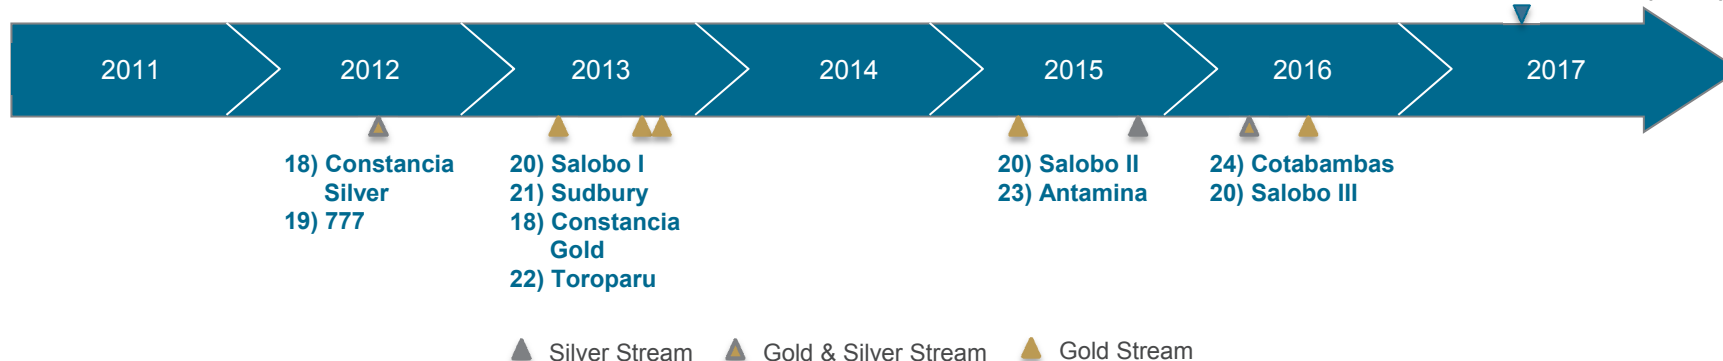 2011 2012 2013 2014 2015 2016 2017
18) Constancia
Silver
19) 777
20) Salobo I
21) Sudbury
18) Constancia
Gold
22) Toroparu
20) Salobo II
23) Antamina
24) Cotabambas
20) Salobo III
Silver Stream Gold & Silver Stream Gold Stream